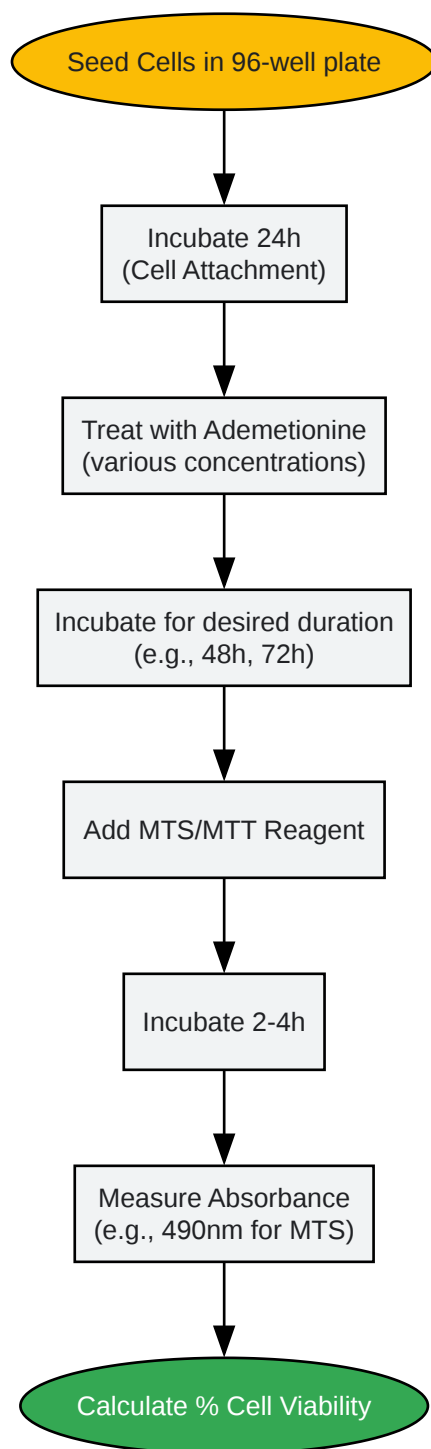 Seed Cells in 96-well plate
Incubate 24h
(Cell Attachment)
Treat with Ademetionine
(various concentrations)
Incubate for desired duration
(e.g., 48h, 72h)
Add MTS/MTT Reagent
Incubate 2-4h
Measure Absorbance
(e.g., 490nm for MTS)
Calculate % Cell Viability